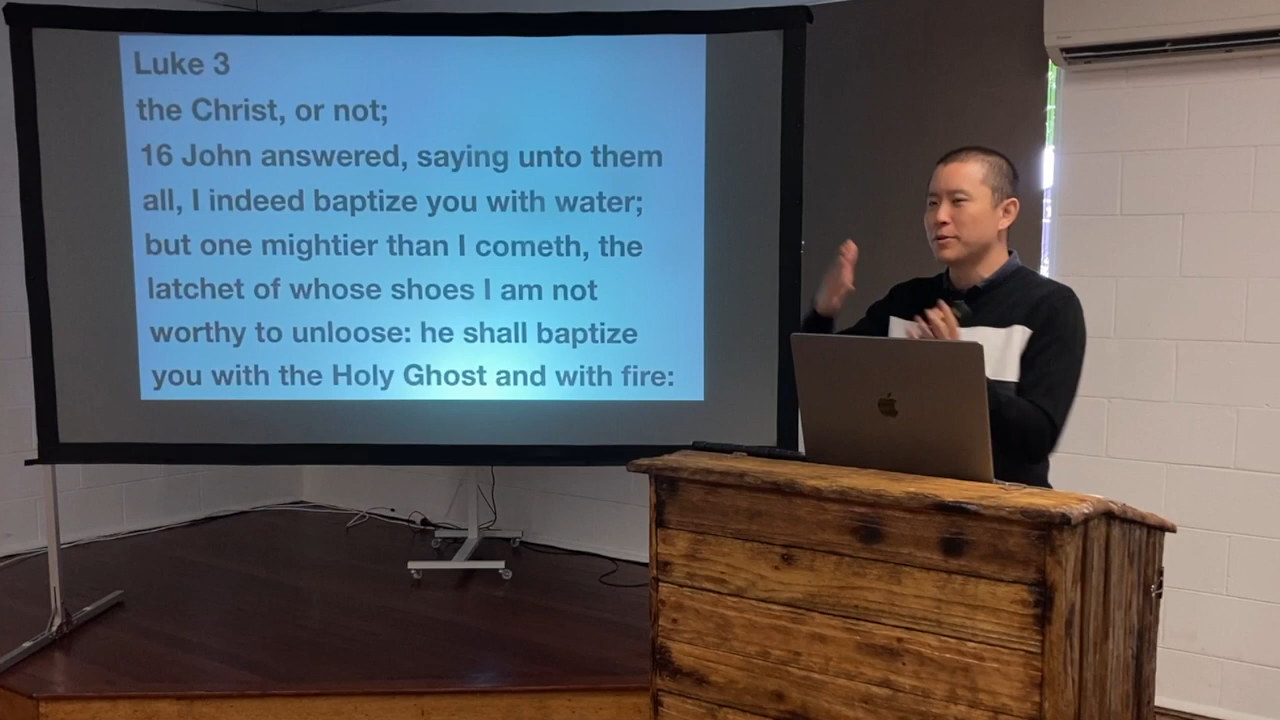 Luke 3
the Christ, or not;
16 John answered, saying unto them
all, I indeed baptize you with water;
but one mightier than I cometh, the
latchet of whose shoes I am not
worthy to unloose: he shall baptize
you with the Holy Ghost and with fire: